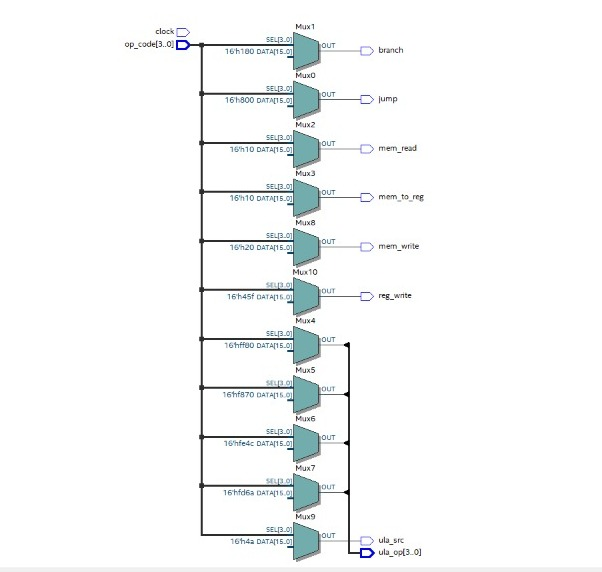 Mux1
clock
op_code[3..0]
SEL[3..0]
OUT
16'h180 DATA[15..0]
branch
Mux0
SEL[3..0]
OUT
16'h800 DATA[15..0]
jump
Mux2
SEL[3..0]
OUT
16'h10 DATA[15..0]
mem_read
Mux3
SEL[3..0]
OUT
16'h10 DATA[15..0]
mem_to_reg
Mux8
SEL[3..0]
OUT
16'h20 DATA[15..0]
mem_write
Mux10
SEL[3..0]
OUT
16'h45f DATA[15..0]
reg_write
Mux4
SEL[3..0]
OUT
16'hff80 DATA[15..0]
Mux5
SEL[3..0]
OUT
16'hf870 DATA[15..0]
Mux6
SEL[3..0]
OUT
16'hfe4c DATA[15..0]
Mux7
SEL[3..0]
OUT
16'hfd6a DATA[15..0]
Mux9
SEL[3..0]
OUT
16'h4a DATA[15..0]
ula_src
ula_op[3..0]